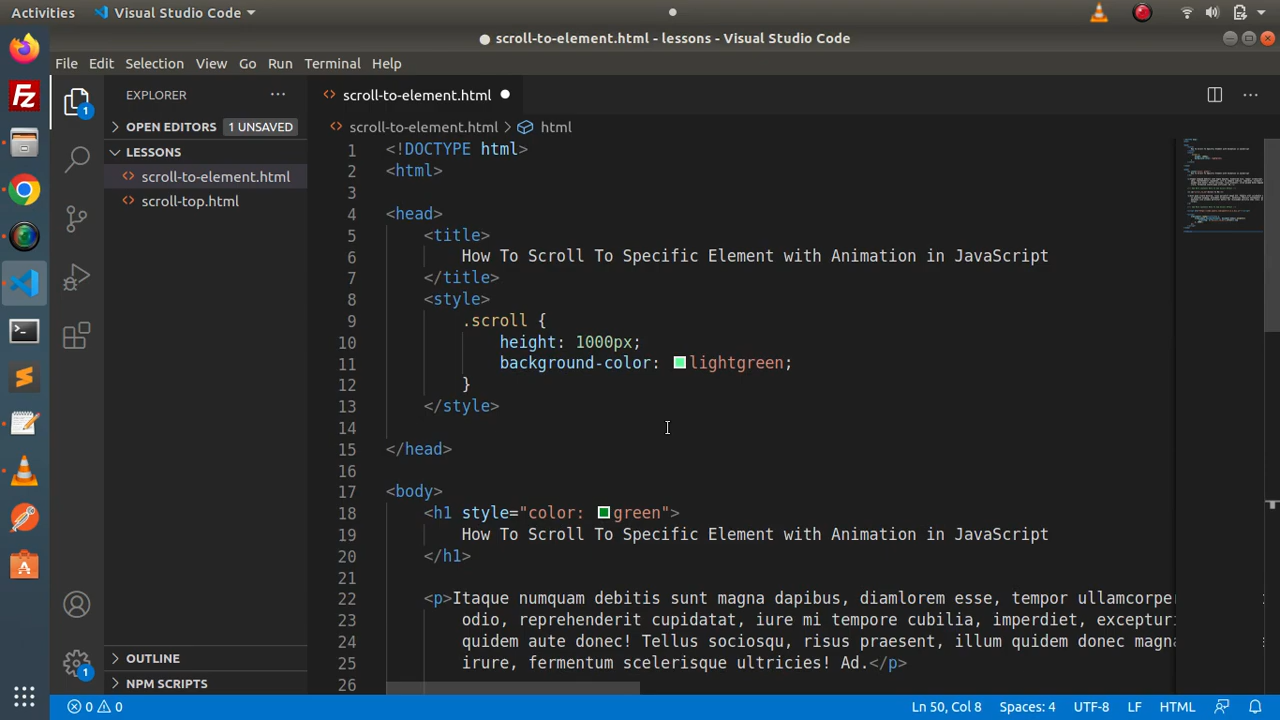 Activities
Visual Studio Code
scroll-to-element.html - lessons - Visual Studio Code
File Edit Selection View Go Run Terminal Help
EXPLORER
scroll-to-element.html
OPEN EDITORS 1 UNSAVED
scroll-to-element.html > html
LESSONS
scroll-to-element.html
scroll-top.html
1 <!DOCTYPE html>
2 <html>
3
4 <head>
5 <title>
6 How To Scroll To Specific Element with Animation in JavaScript
7 </title>
8 <style>
9 .scroll {
10 height: 1000px;
11 background-color: lightgreen;
12 }
13 </style>
14
15 </head>
16
17 <body>
18 <h1 style="color: green">
19 How To Scroll To Specific Element with Animation in JavaScript
20 </h1>
21
22 <p>Itaque numquam debitis sunt magna dapibus, diamlorem esse, tempor ullamcorper
23 odio, reprehenderit cupidatat, iure mi tempore cubilia, imperdiet, excepturi
24 quidem aute donec! Tellus sociosqu, risus praesent, illum quidem donec magna
25 irure, fermentum scelerisque ultricies! Ad.</p>
26
OUTLINE
NPM SCRIPTS
1
1
0 0
Ln 50, Col 8 Spaces: 4 UTF-8 LF HTML